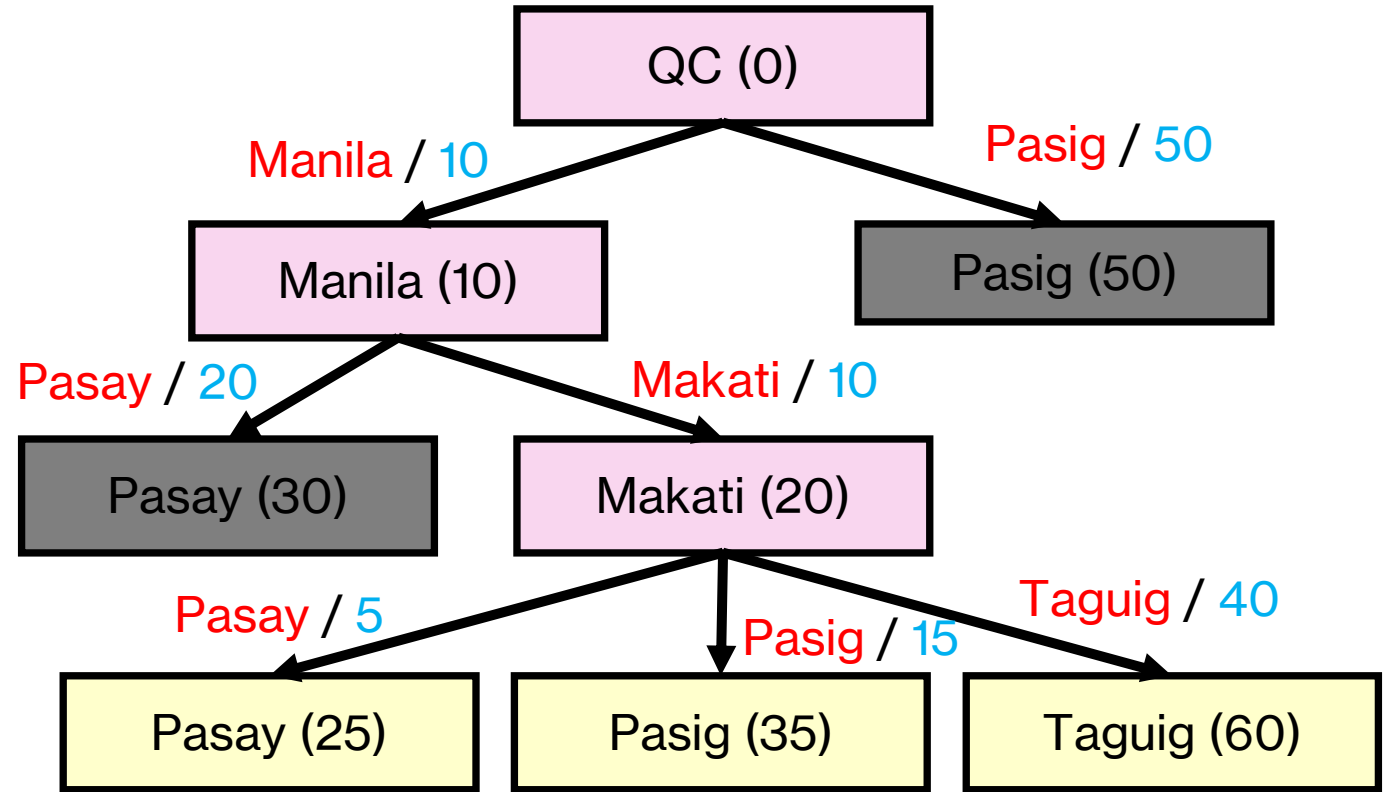 QC (0)
Manila / 10
Pasig / 50
Manila (10)
Pasig (50)
Pasay / 20
Makati / 10
Pasay (30)
Makati (20)
Pasay / 5
Pasig / 15
Taguig / 40
Pasay (25)
Pasig (35)
Taguig (60)